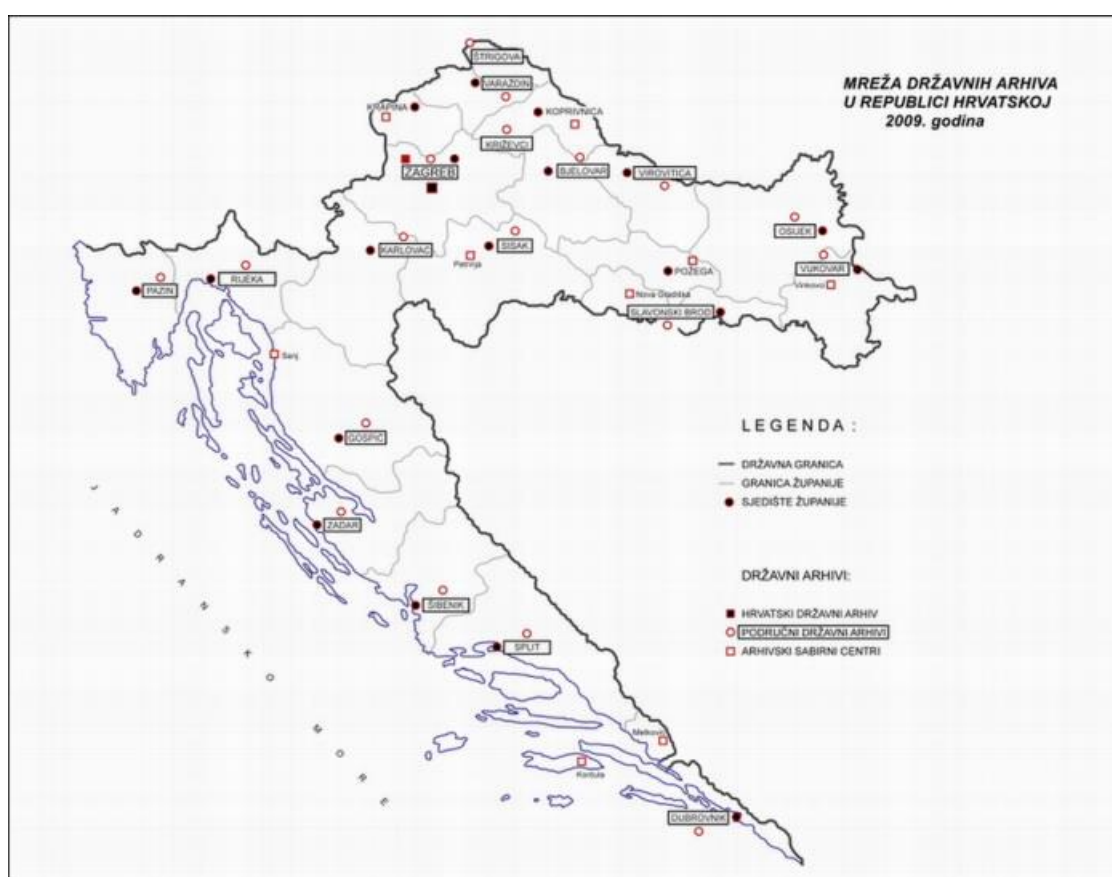 MREŽA DRŽAVNIH ARHIVA
U REPUBLICI HRVATSKOJ
2009. godina
ŠTRIGOVA
VARAŽDIN
KRAPINA
KOPRIVNICA
KRIŽEVCI
ZAGREB
BJELOVAR
VIROVITICA
OSIJEK
KARLOVAC
SISAK
Petrinja
POŽEGA
VUKOVAR
Vinkovci
PAZIN
RIJEKA
Nova Gradiška
SLAVONSKI BROD
Senj
GOSPIĆ
ZADAR
ŠIBENIK
SPLIT
Metković
Korčula
DUBROVNIK
JADRANSKO MORE
LEGENDA :
DRŽAVNA GRANICA
GRANICA ŽUPANIJE
SJEDIŠTE ŽUPANIJE
DRŽAVNI ARHIVI:
HRVATSKI DRŽAVNI ARHIV
PODRUČNI DRŽAVNI ARHIVI
ARHIVSKI SABIRNI CENTRI